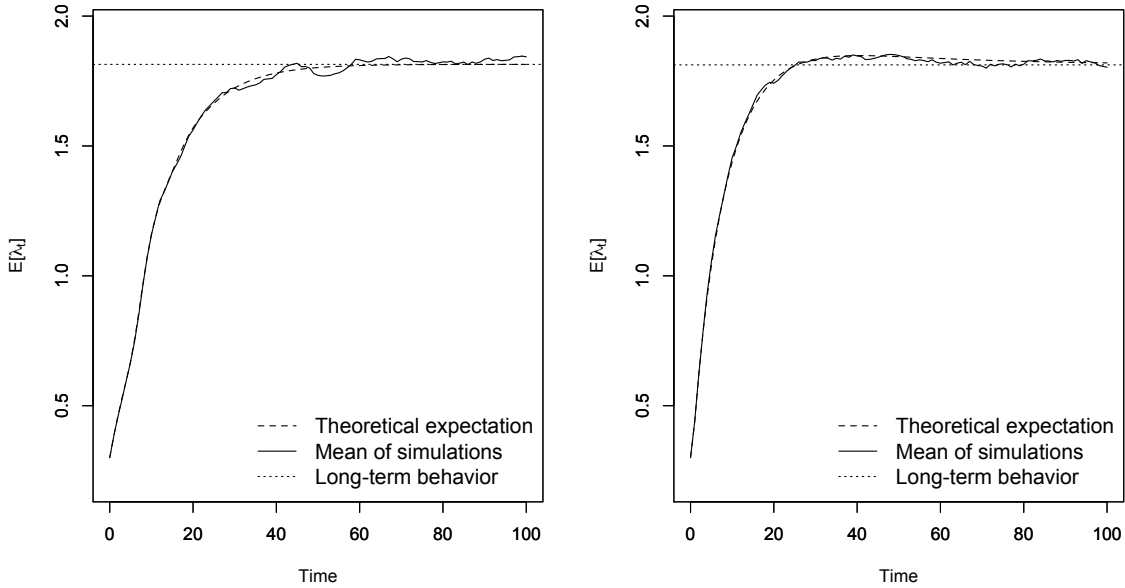 2.0
1.5
1.0
0.5
E[λt]
Theoretical expectation
Mean of simulations
Long-term behavior
0 20 40 60 80 100
Time
2.0
1.5
1.0
0.5
E[λt]
Theoretical expectation
Mean of simulations
Long-term behavior
0 20 40 60 80 100
Time